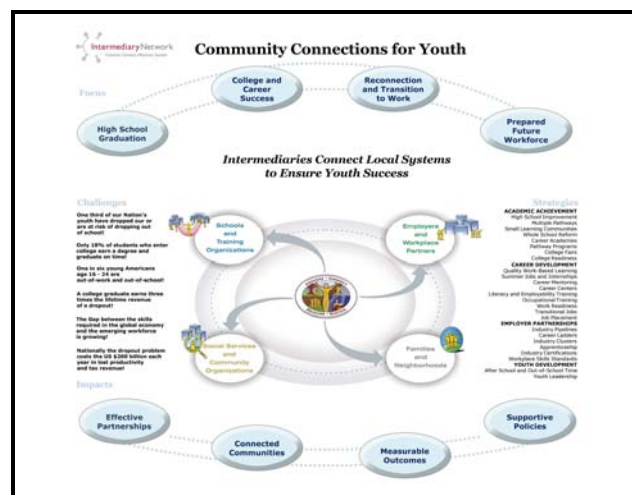 IntermediaryNetwork
Community Connections for Youth
Focus
High School
Graduation
College and
Career
Success
Reconnection
and Transition
to Work
Prepared
Future
Workforce
Intermediaries Connect Local Systems
to Ensure Youth Success
Challenges
One third of our Nation's
youth have dropped our or
are at risk of dropping out
of school!
Only 18% of students who enter
college earn a degree and
graduate on time!
One in six young Americans
age 16 - 24 are
out-of-work and out-of-school!
A college graduate earns three
times the lifetime revenue
of a dropout!
The Gap between the skills
required in the global economy
and the emerging workforce
is growing!
Nationally the dropout problem
costs the US $200 billion each
year in lost productivity
and tax revenue!
Schools
and
Training
Organizations
Employers
and
Workplace
Partners
Social Services
and
Community
Organizations
Families
and
Neighborhoods
Strategies
ACADEMIC ACHIEVEMENT
High School Improvement
Multiple Pathways
Small Learning Communities
Whole School Reform
Career Academies
Pathway Programs
College Fairs
College Readiness
CAREER DEVELOPMENT
Quality Work-Based Learning
Summer Jobs and Internships
Career Mentoring
Career Centers
Literacy and Employability Training
Occupational Training
Work Readiness
Transitional Jobs
Job Placement
EMPLOYER PARTNERSHIPS
Industry Pipelines
Career Ladders
Industry Clusters
Apprenticeship
Industry Certifications
Workplace Skills Standards
YOUTH DEVELOPMENT
After School and Out-of-School Time
Youth Leadership
Impacts
Effective
Partnerships
Connected
Communities
Measurable
Outcomes
Supportive
Policies